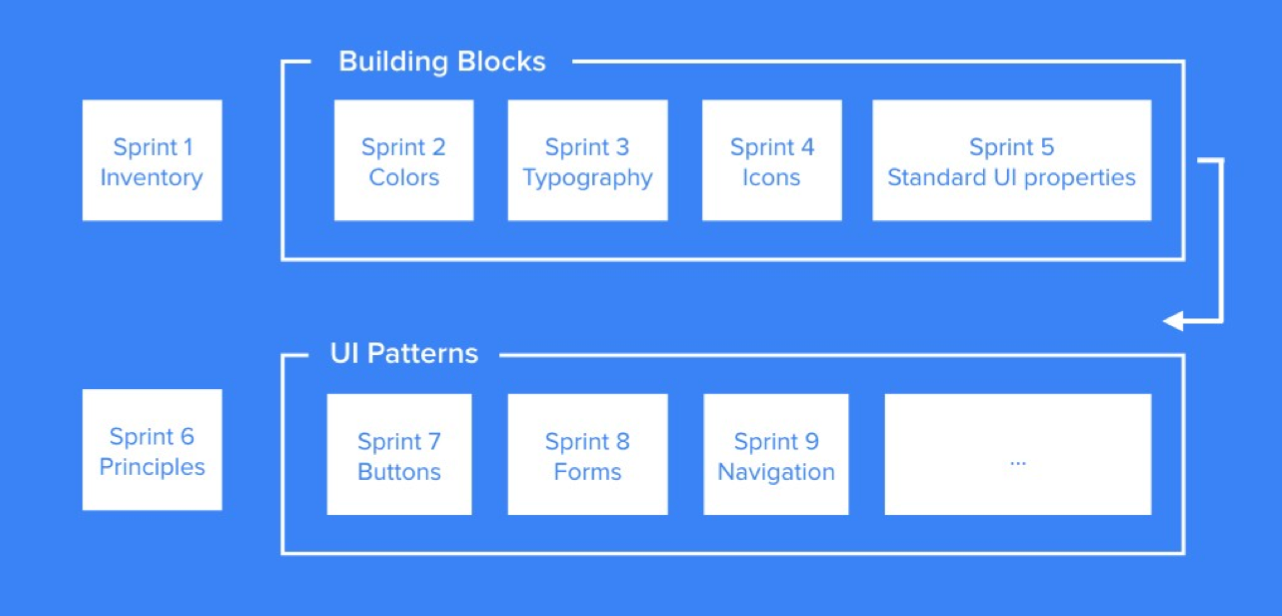 Building Blocks
Sprint 1
Inventory
Sprint 2
Colors
Sprint 3
Typography
Sprint 4
Icons
Sprint 5
Standard UI properties
UI Patterns
Sprint 6
Principles
Sprint 7
Buttons
Sprint 8
Forms
Sprint 9
Navigation
...